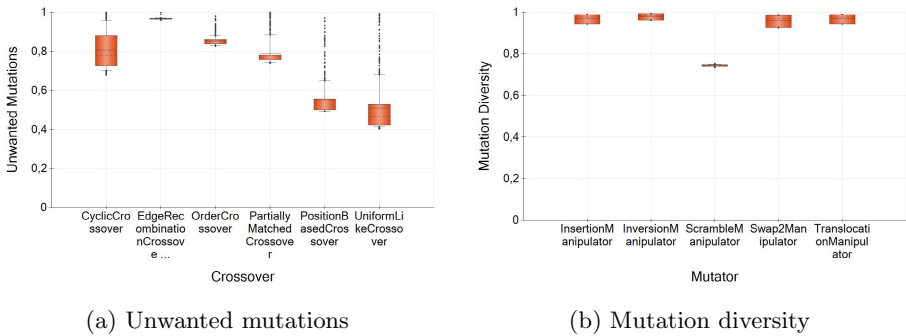 1
0,8
0,6
0,4
0,2
0
Unwanted Mutations
CyclicCro
ssover
EdgeRec
ombinatio
nCrossov
e ...
OrderCro
ssover
Partially
Matched
Crossove
r
PositionB
asedCros
sover
UniformLi
keCrosso
ver
Crossover
(a) Unwanted mutations
1
0,8
0,6
0,4
0,2
0
Mutation Diversity
InsertionM
anipulator
InversionM
anipulator
ScrambleM
anipulator
Swap2Man
ipulator
Translocati
onManipul
ator
Mutator
(b) Mutation diversity